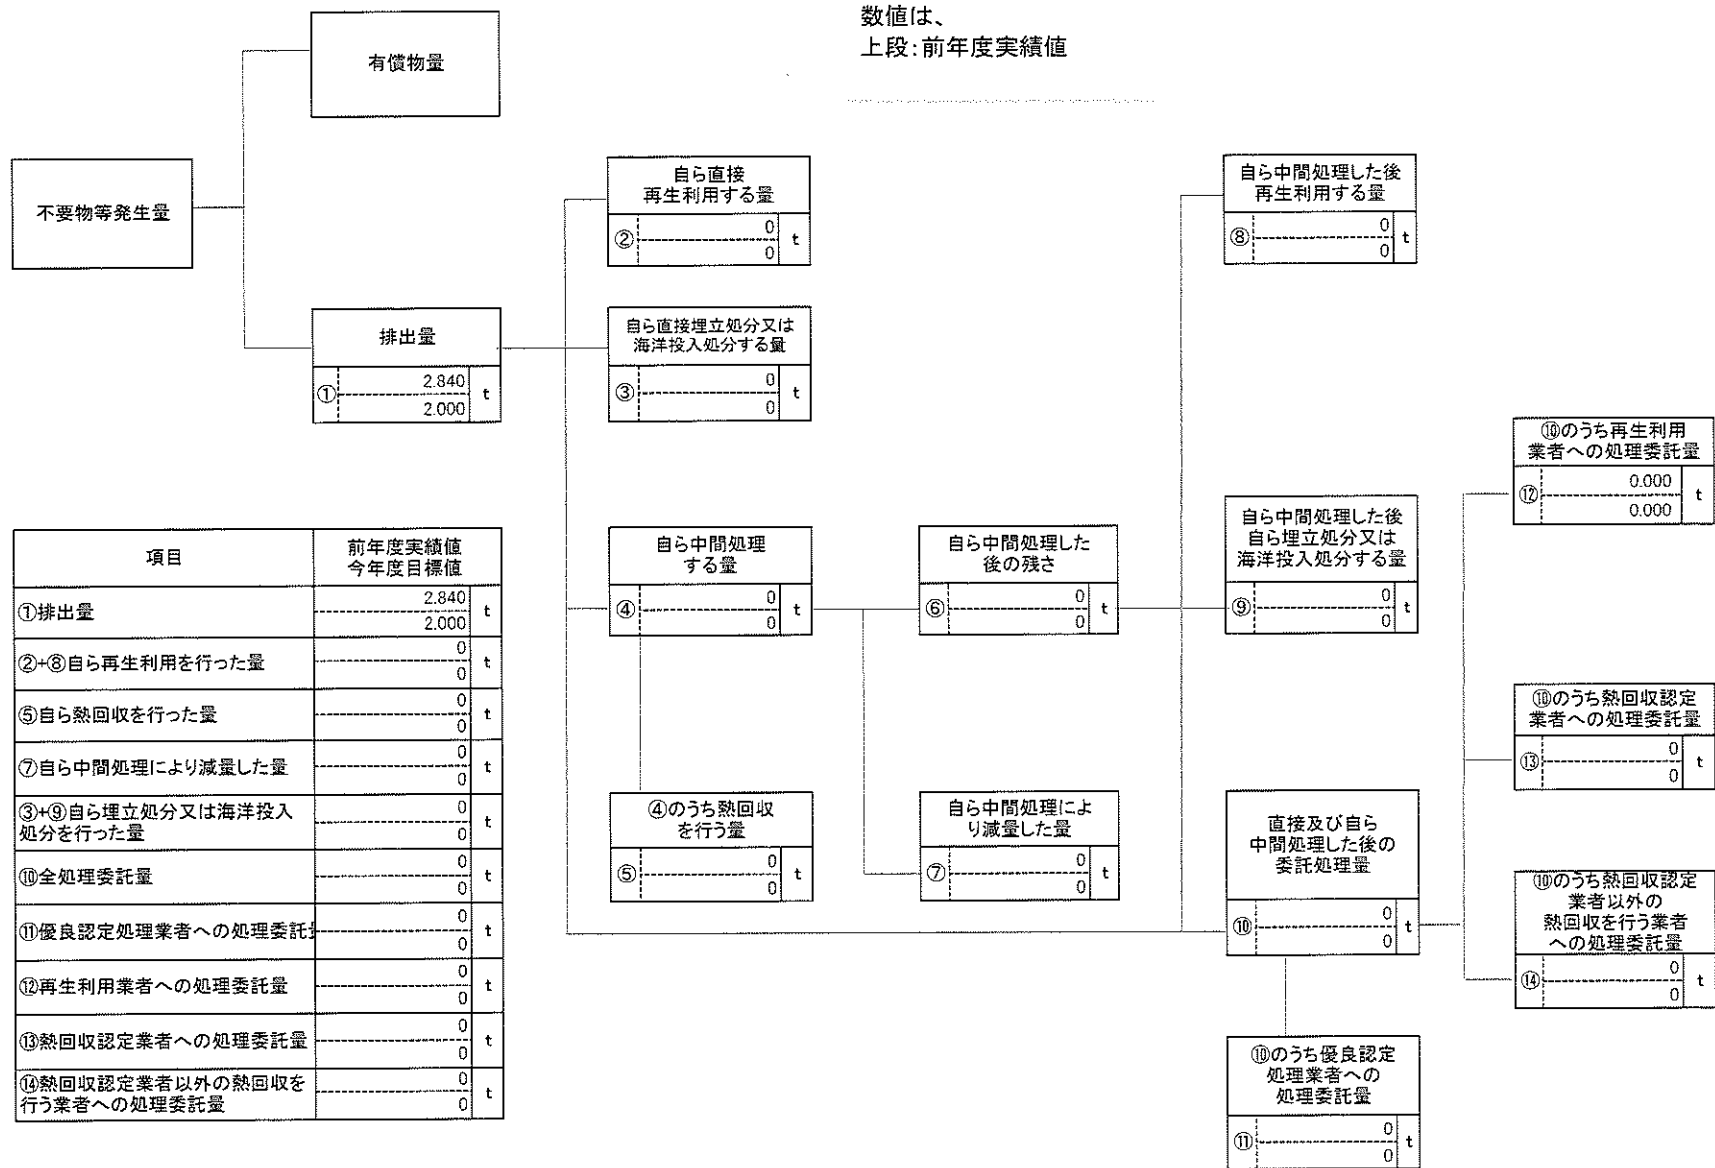 数値は、
上段:前年度実績値
有償物量
不要物等発生量
排出量
① 2.840 t
2.000
自ら直接
再生利用する量
② 0 t
0
自ら直接埋立処分又は
海洋投入処分する量
③ 0 t
0
自ら中間処理
する量
④ 0 t
0
④のうち熱回収
を行う量
⑤ 0 t
0
自ら中間処理した
後の残さ
⑥ 0 t
0
自ら中間処理によ
り減量した量
⑦ 0 t
0
自ら中間処理した後
再生利用する量
⑧ 0 t
0
自ら中間処理した後
自ら埋立処分又は
海洋投入処分する量
⑨ 0 t
0
直接及び自ら
中間処理した後の
委託処理量
⑩ 0 t
0
⑩のうち優良認定
処理業者への
処理委託量
⑪ 0 t
0
⑩のうち再生利用
業者への処理委託量
⑫ 0.000 t
0.000
⑩のうち熱回収認定
業者への処理委託量
⑬ 0 t
0
⑩のうち熱回収認定
業者以外の
熱回収を行う業者
への処理委託量
⑭ 0 t
0
項目 前年度実績値
今年度目標値
①排出量 2.840 t
2.000
②+⑧自ら再生利用を行った量 0 t
0
⑤自ら熱回収を行った量 0 t
0
⑦自ら中間処理により減量した量 0 t
0
③+⑨自ら埋立処分又は海洋投入
処分を行った量 0 t
0
⑩全処理委託量 0 t
0
⑪優良認定処理業者への処理委託 0 t
0
⑫再生利用業者への処理委託量 0 t
0
⑬熱回収認定業者への処理委託量 0 t
0
⑭熱回収認定業者以外の熱回収を
行う業者への処理委託量 0 t
0